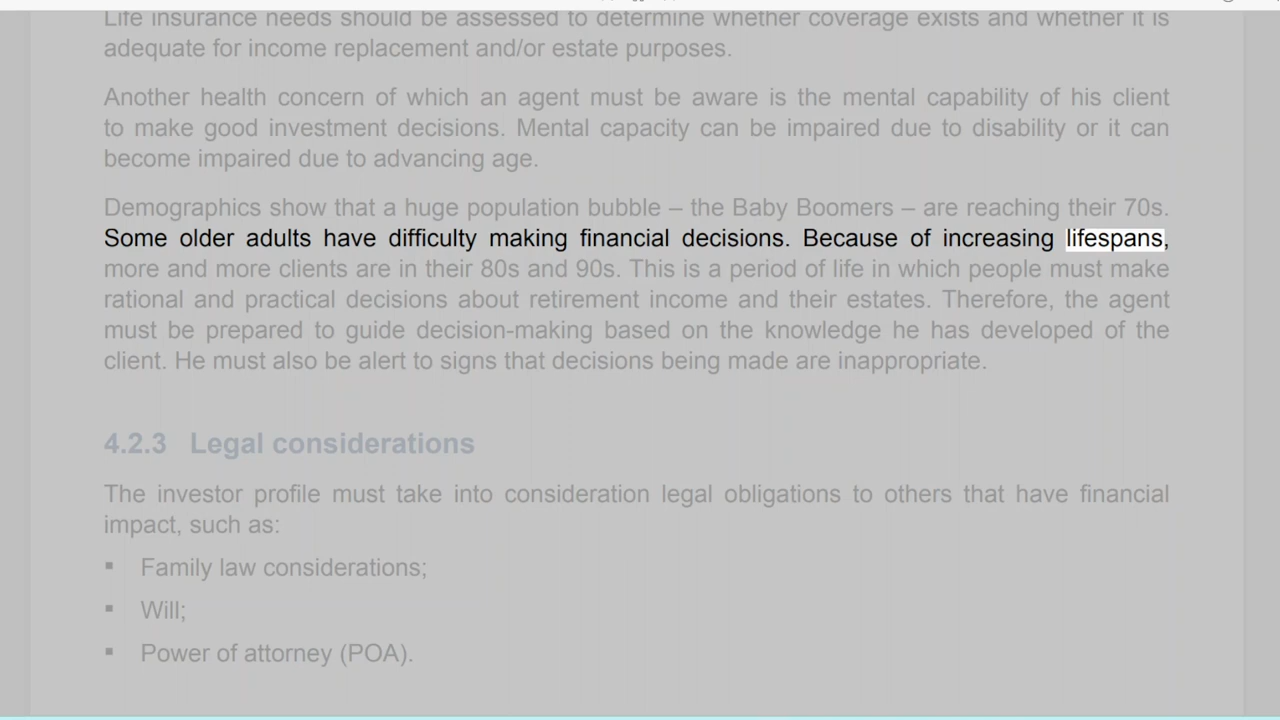 Life insurance needs should be assessed to determine whether coverage exists and whether it is
adequate for income replacement and/or estate purposes.
Another health concern of which an agent must be aware is the mental capability of his client
to make good investment decisions. Mental capacity can be impaired due to disability or it can
become impaired due to advancing age.
Demographics show that a huge population bubble – the Baby Boomers – are reaching their 70s.
Some older adults have difficulty making financial decisions. Because of increasing lifespans,
more and more clients are in their 80s and 90s. This is a period of life in which people must make
rational and practical decisions about retirement income and their estates. Therefore, the agent
must be prepared to guide decision-making based on the knowledge he has developed of the
client. He must also be alert to signs that decisions being made are inappropriate.
4.2.3 Legal considerations
The investor profile must take into consideration legal obligations to others that have financial
impact, such as:
▪ Family law considerations;
▪ Will;
▪ Power of attorney (POA).